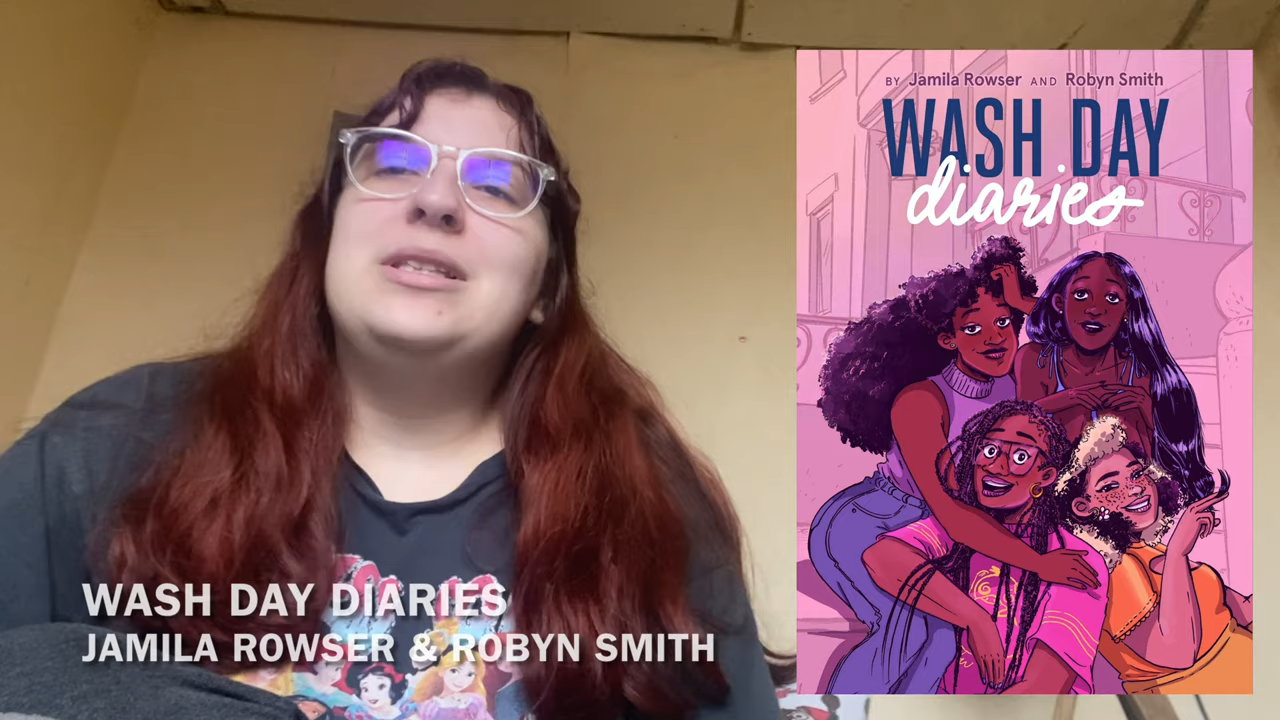 BY Jamila Rowser AND Robyn Smith
WASH DAY
diaries
WASH DAY DIARIES
JAMILA ROWSER & ROBYN SMITH